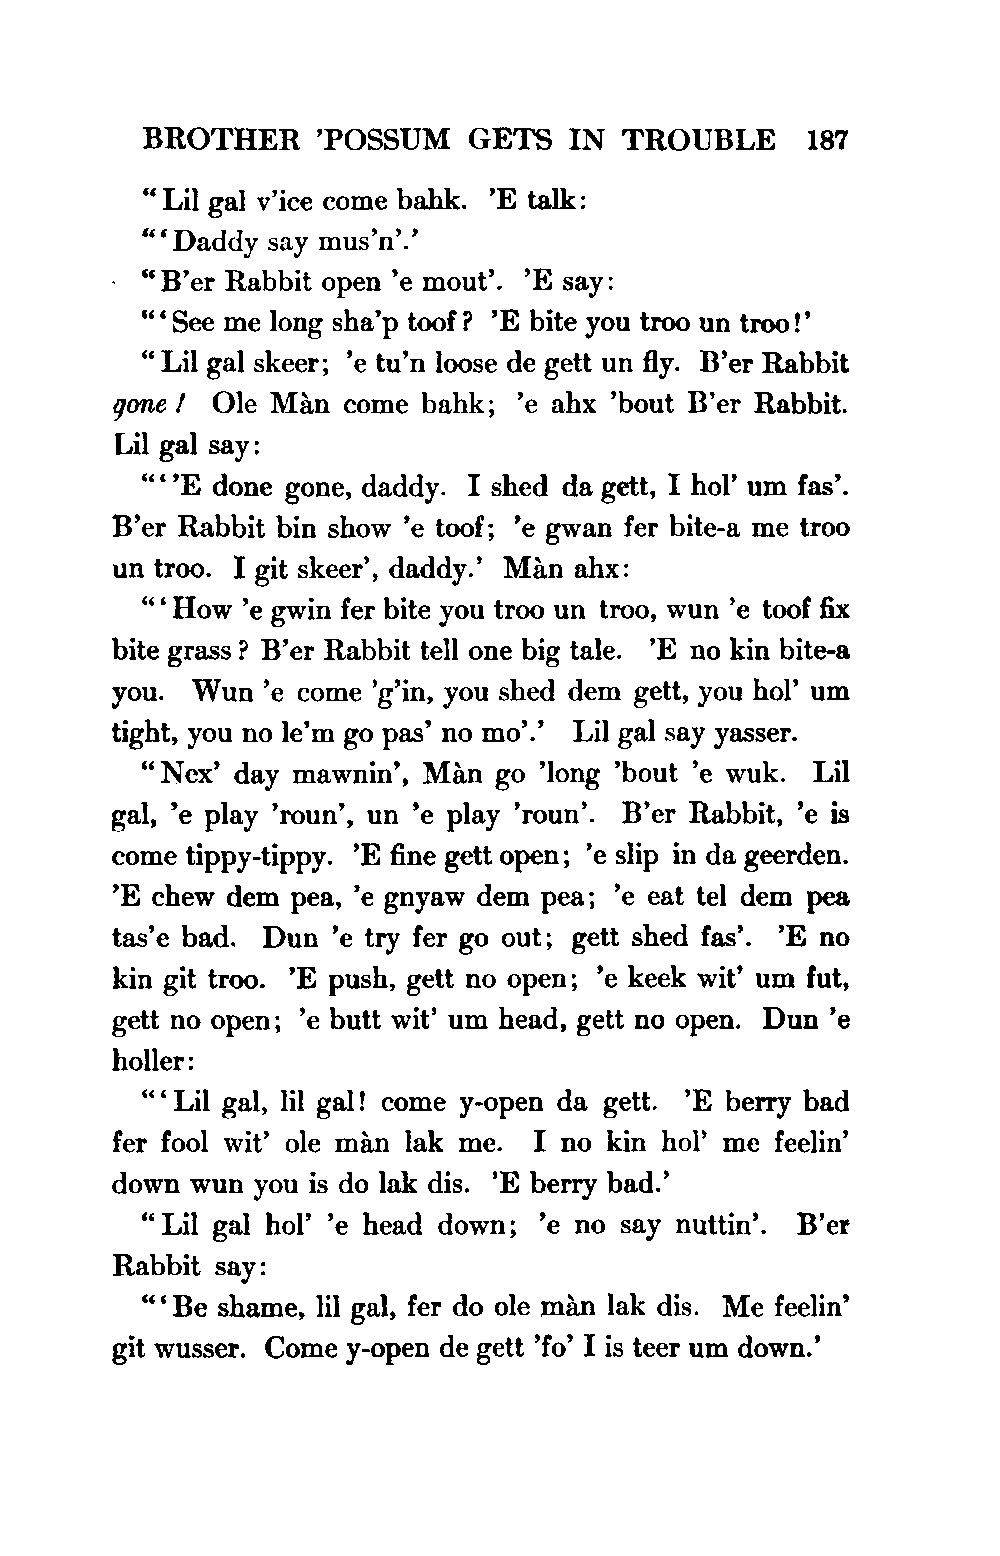 BROTHER ’POSSUM GETS IN TROUBLE 187
“Lil gal v’ice come bahk. ’E talk:
“‘Daddy say mus’n’.’
“B’er Rabbit open ’e mout’. ’E say:
“‘See me long sha’p toof? ’E bite you troo un troo!’
“Lil gal skeer; ’e tu’n loose de gett un fly. B’er Rabbit
gone! Ole Màn come bahk; ’e ahx ’bout B’er Rabbit.
Lil gal say:
“‘’E done gone, daddy. I shed da gett, I hol’ um fas’.
B’er Rabbit bin show ’e toof; ’e gwan fer bite-a me troo
un troo. I git skeer’, daddy.’ Màn ahx:
“‘How ’e gwin fer bite you troo un troo, wun ’e toof fix
bite grass? B’er Rabbit tell one big tale. ’E no kin bite-a
you. Wun ’e come ’g’in, you shed dem gett, you hol’ um
tight, you no le’m go pas’ no mo’.’ Lil gal say yasser.
“Nex’ day mawnin’, Màn go ’long ’bout ’e wuk. Lil
gal, ’e play ’roun’, un ’e play ’roun’. B’er Rabbit, ’e is
come tippy-tippy. ’E fine gett open; ’e slip in da geerden.
’E chew dem pea, ’e gnyaw dem pea; ’e eat tel dem pea
tas’e bad. Dun ’e try fer go out; gett shed fas’. ’E no
kin git troo. ’E push, gett no open; ’e keek wit’ um fut,
gett no open; ’e butt wit’ um head, gett no open. Dun ’e
holler:
“‘Lil gal, lil gal! come y-open da gett. ’E berry bad
fer fool wit’ ole màn lak me. I no kin hol’ me feelin’
down wun you is do lak dis. ’E berry bad.’
“Lil gal hol’ ’e head down; ’e no say nuttin’. B’er
Rabbit say:
“‘Be shame, lil gal, fer do ole màn lak dis. Me feelin’
git wusser. Come y-open de gett ’fo’ I is teer um down.’